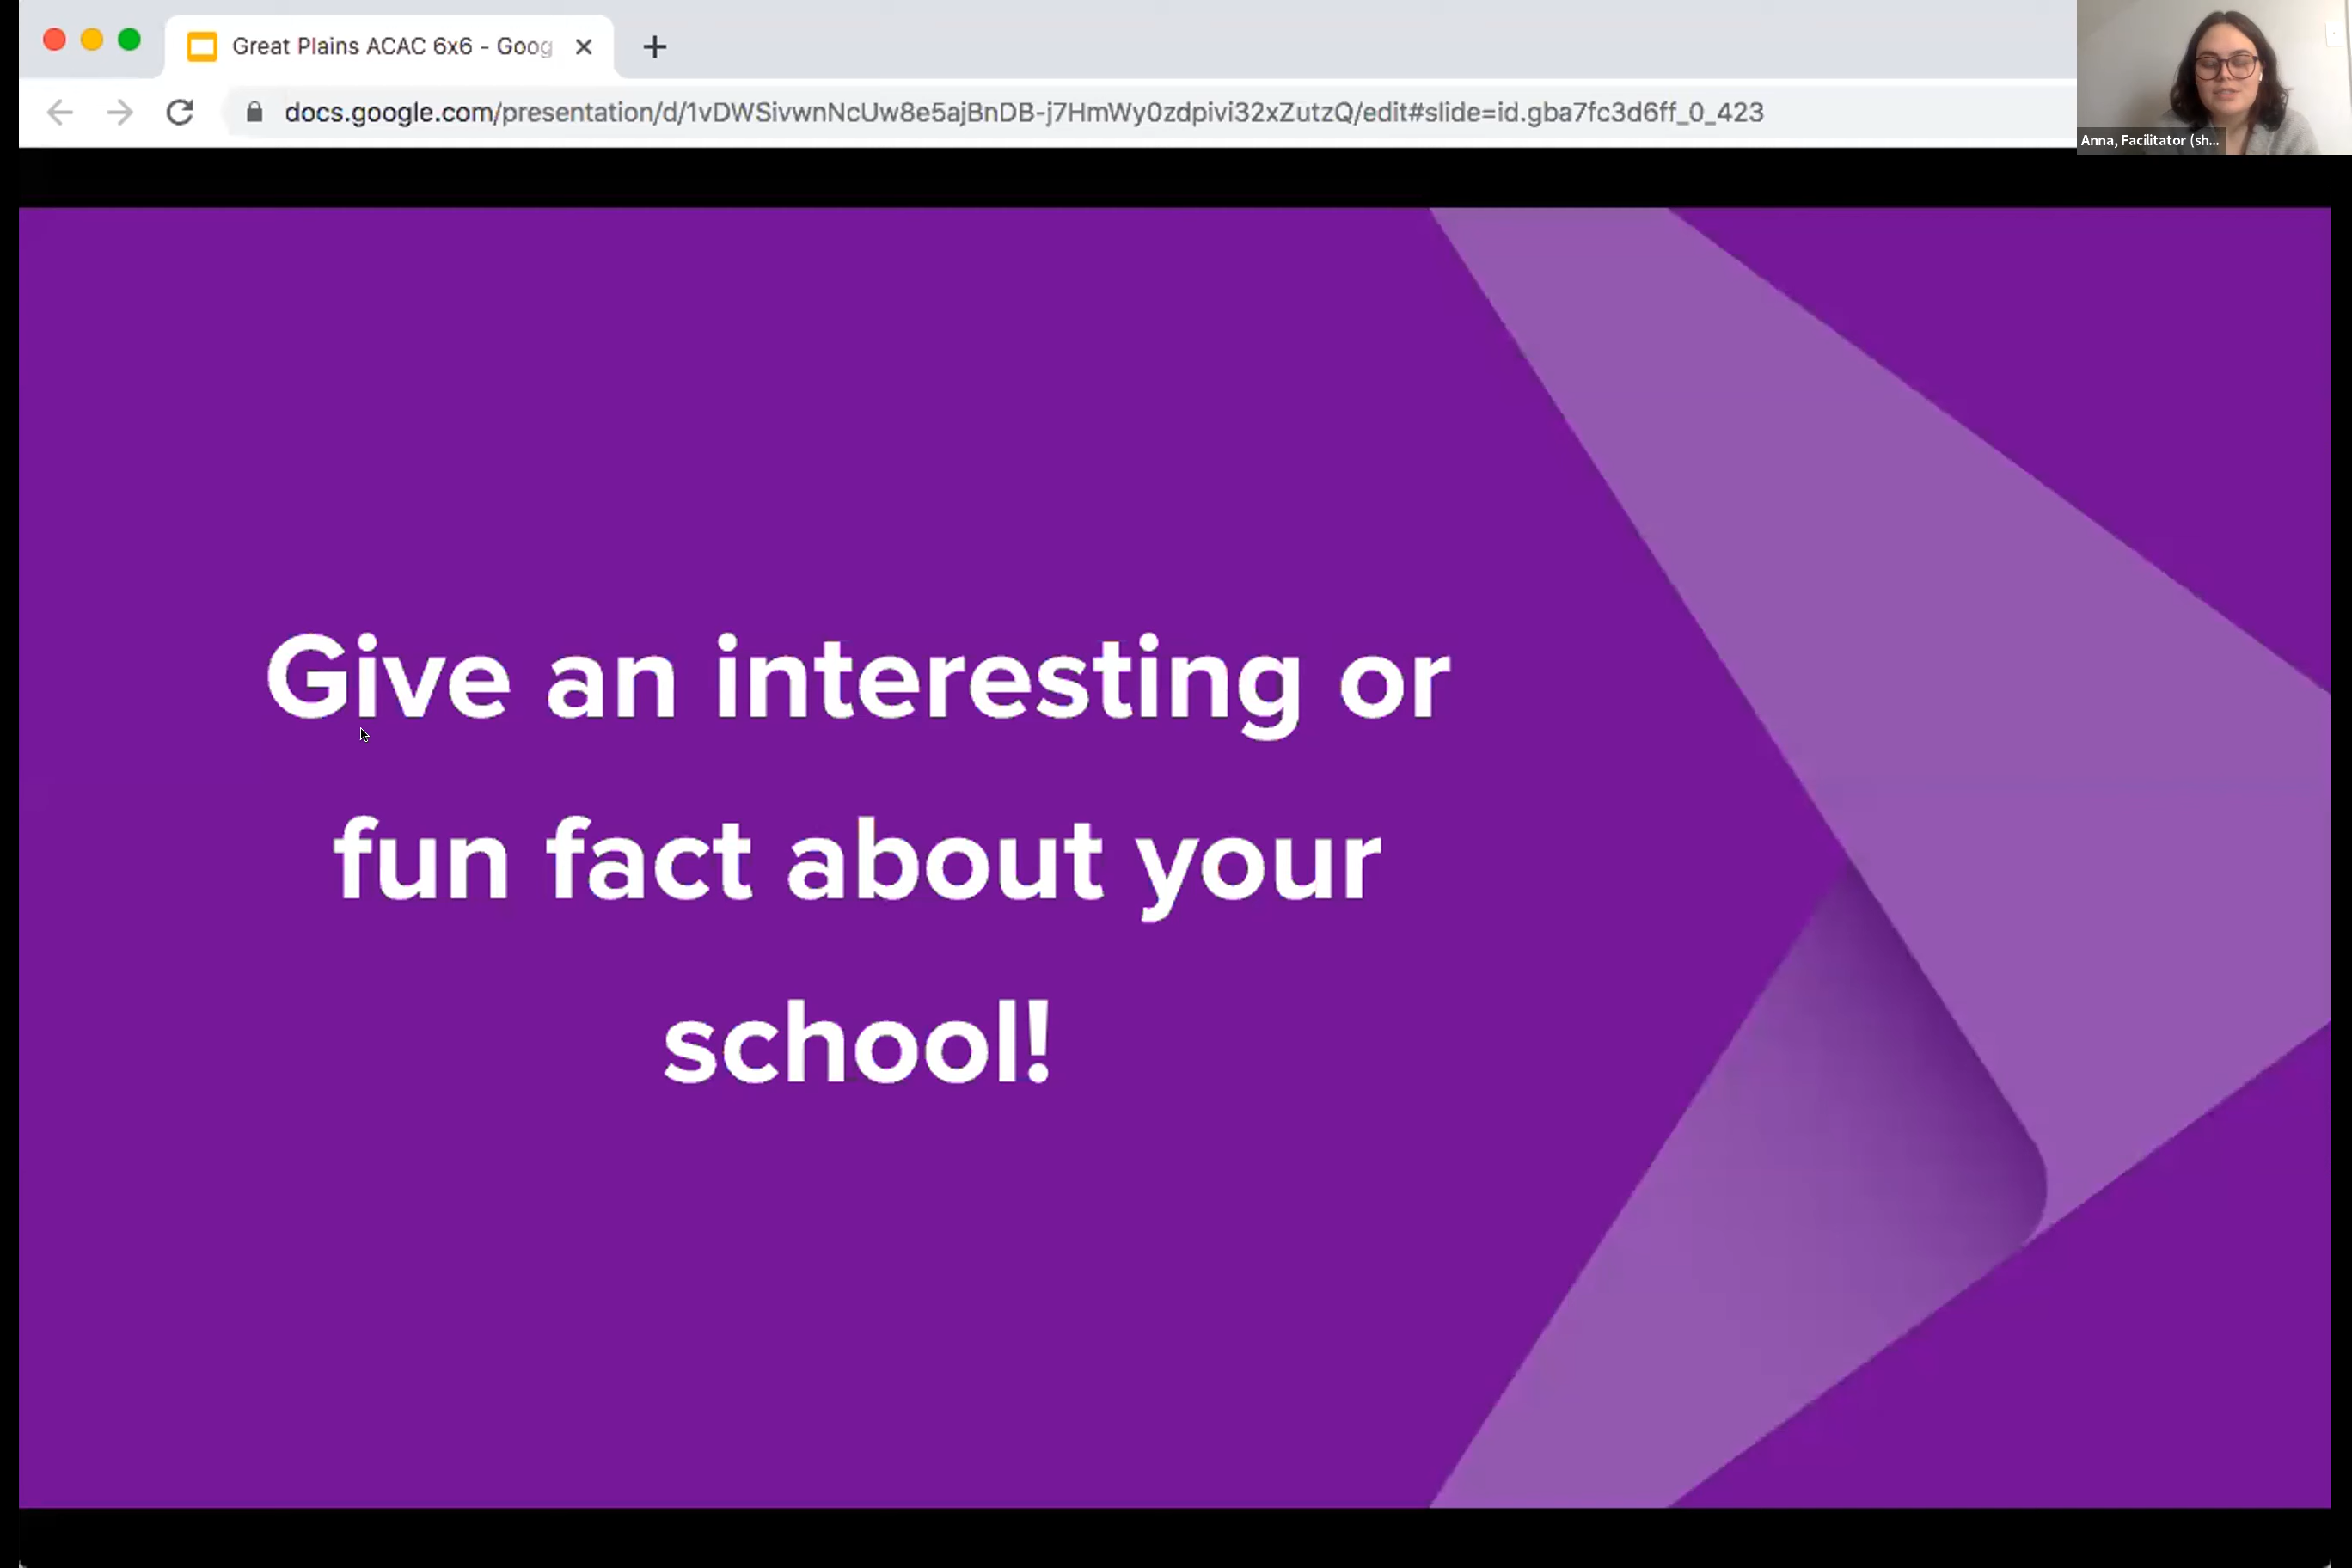 Great Plains ACAC 6x6 - Goog
docs.google.com/presentation/d/1vDWSivwnNcUw8e5ajBnDB-j7HmWy0zdpivi32xZutzQ/edit#slide=id.gba7fc3d6ff_0_423
Anna, Facilitator (sh...
Give an interesting or
fun fact about your
school!